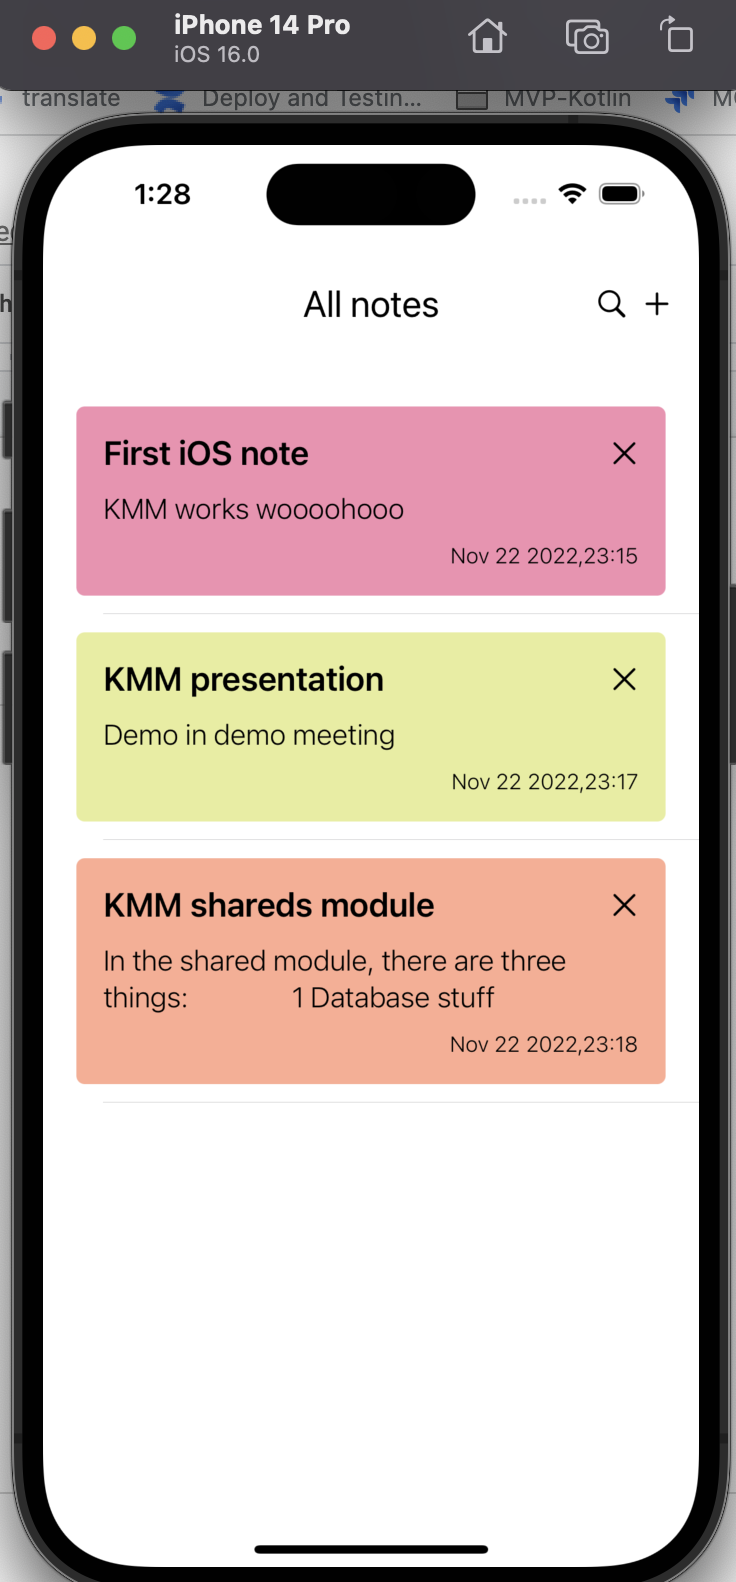 iPhone 14 Pro
iOS 16.0
translate Deploy and Testin... MVP-Kotlin
1:28
All notes
First iOS note
KMM works woooohooo
Nov 22 2022,23:15
KMM presentation
Demo in demo meeting
Nov 22 2022,23:17
KMM shareds module
In the shared module, there are three
things: 1 Database stuff
Nov 22 2022,23:18